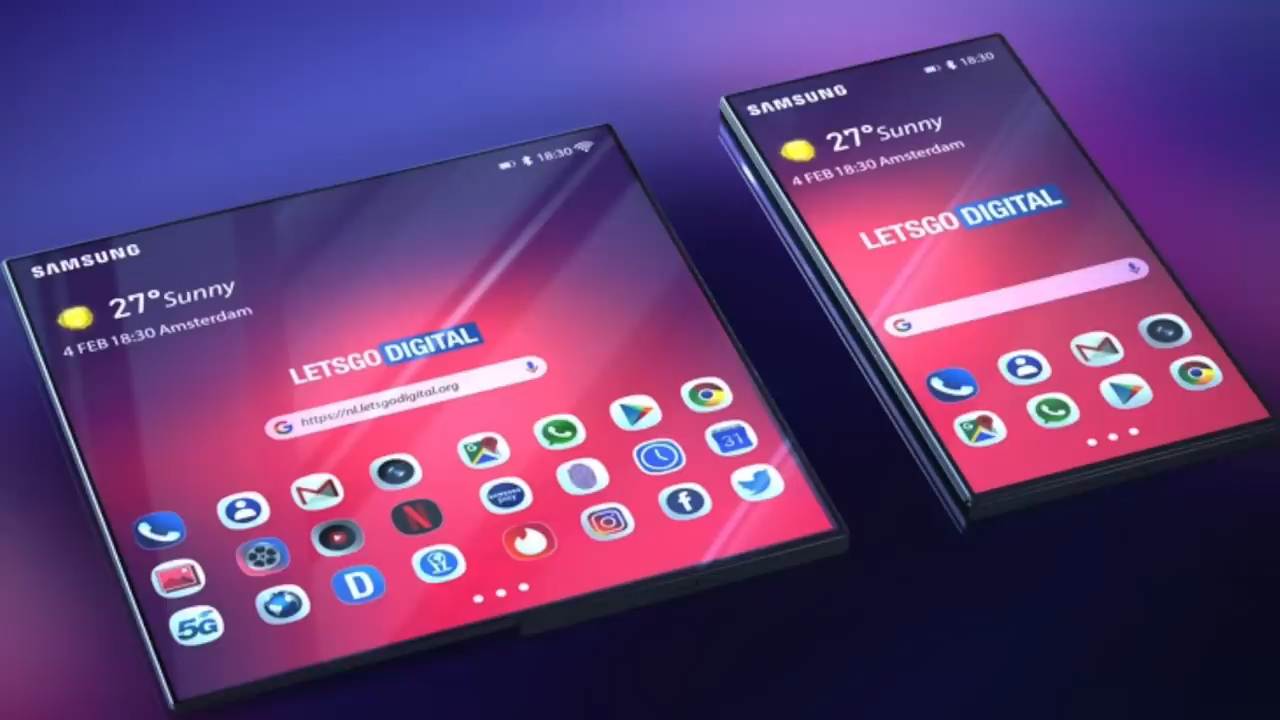 SAMSUNG
18:30
27° Sunny
4 FEB 18:30 Amsterdam
LETSGO DIGITAL
G https://nl.letsgodigital.org
G
31
N
5G
D
f
SAMSUNG
18:30
27° Sunny
4 FEB 18:30 Amsterdam
LETSGO DIGITAL
G
G